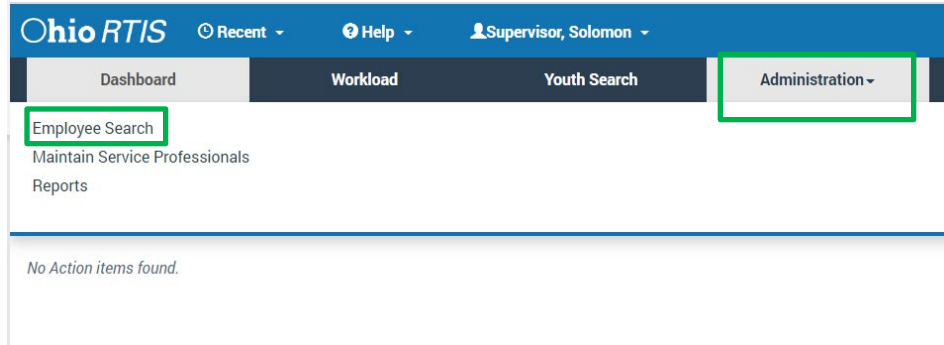 Ohio RTIS Recent Help Supervisor, Solomon
Dashboard Workload Youth Search Administration
Employee Search
Maintain Service Professionals
Reports
No Action items found.